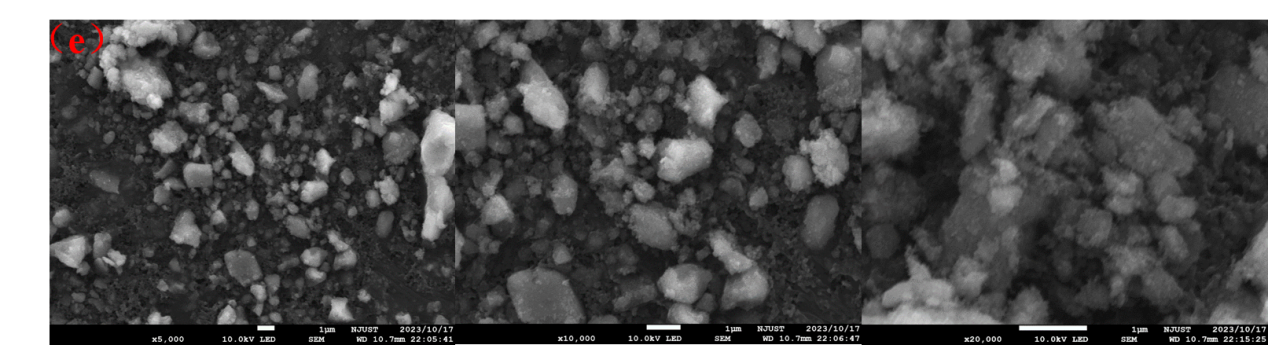 (e)
1µm NJUST 2023/10/17
x5,000 10.0kV LED SEM WD 10.7mm 22:05:41
1µm NJUST 2023/10/17
x10,000 10.0kV LED SEM WD 10.7mm 22:06:47
1µm NJUST 2023/10/17
x20,000 10.0kV LED SEM WD 10.7mm 22:15:25